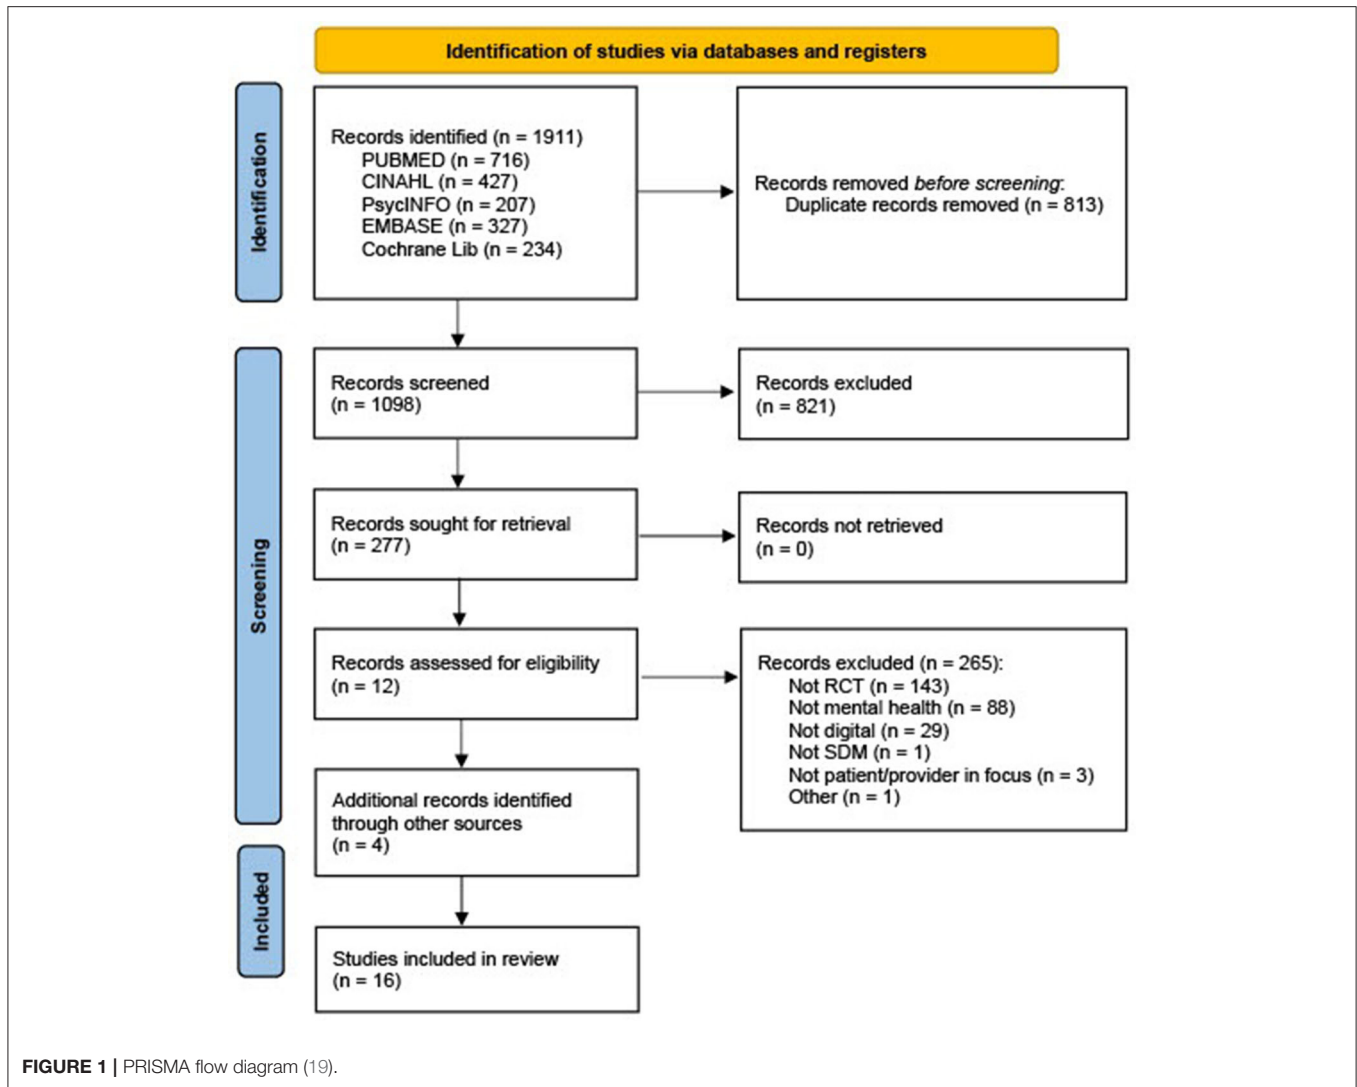 Identification of studies via databases and registers
Identification
Records identified (n = 1911)
PUBMED (n = 716)
CINAHL (n = 427)
PsycINFO (n = 207)
EMBASE (n = 327)
Cochrane Lib (n = 234)
Records removed before screening:
Duplicate records removed (n = 813)
Screening
Records screened
(n = 1098)
Records excluded
(n = 821)
Records sought for retrieval
(n = 277)
Records not retrieved
(n = 0)
Records assessed for eligibility
(n = 12)
Records excluded (n = 265):
Not RCT (n = 143)
Not mental health (n = 88)
Not digital (n = 29)
Not SDM (n = 1)
Not patient/provider in focus (n = 3)
Other (n = 1)
Additional records identified
through other sources
(n = 4)
Included
Studies included in review
(n = 16)
FIGURE 1 | PRISMA flow diagram (19).